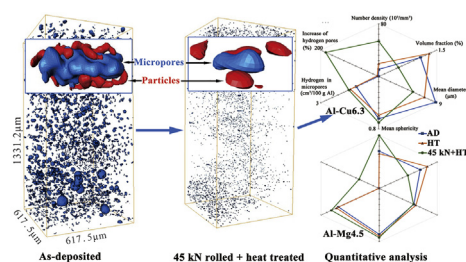 Number density (10³/mm³)
80
Increase of
hydrogen pores
(%) 200
Volume fraction (%)
1.5
Micropores
Particles
Hydrogen in
micropores
(cm³/100 g Al)
3
Mean diameter
(μm)
9
Al-Cu6.3
0.8 Mean sphericity
AD
HT
45 kN+HT
1331.2μm
617.5μm
617.5μm
Al-Mg4.5
As-deposited
45 kN rolled + heat treated
Quantitative analysis